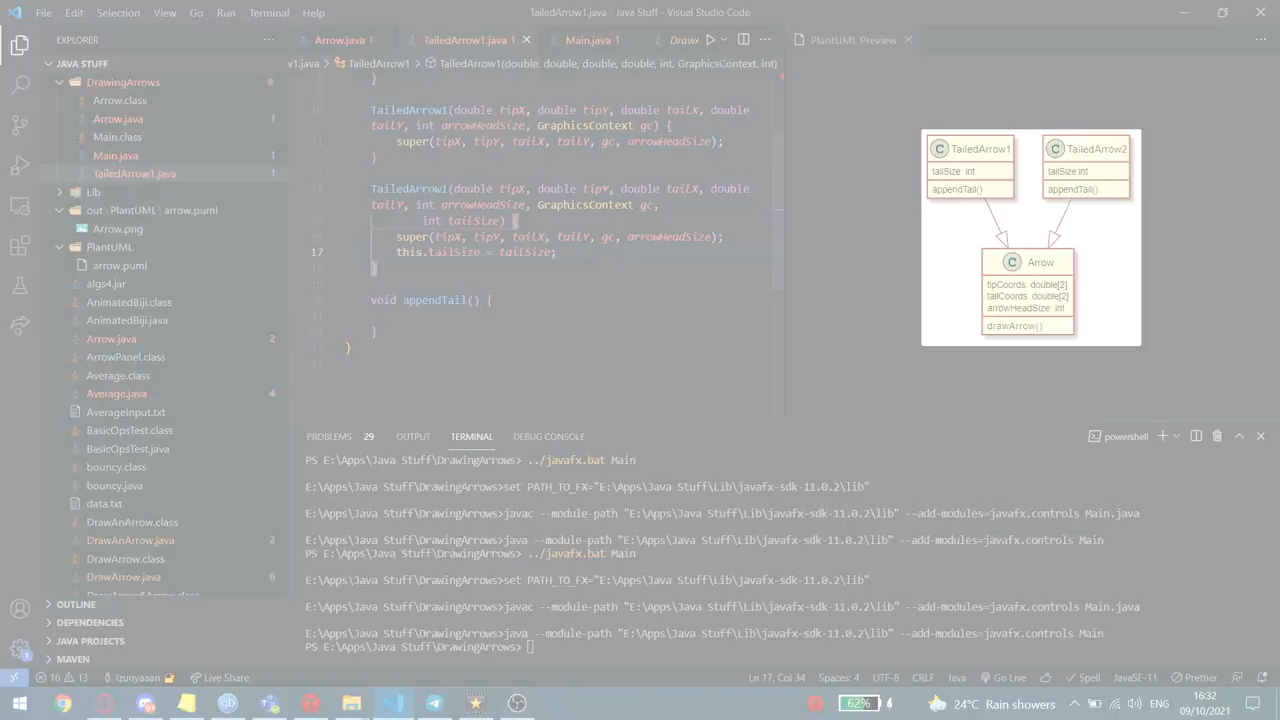 File Edit Selection View Go Run Terminal Help
TailedArrow1.java - Java Stuff - Visual Studio Code
EXPLORER
JAVA STUFF
DrawingArrows
Arrow.class
Arrow.java 1
Main.class
Main.java 1
TailedArrow1.java 1
Lib
out \ PlantUML \ arrow.puml
Arrow.png
PlantUML
arrow.puml
algs4.jar
AnimatedBiji.class
AnimatedBiji.java
Arrow.java 2
ArrowPanel.class
Average.class
Average.java 4
AverageInput.txt
BasicOpsTest.class
BasicOpsTest.java
bouncy.class
bouncy.java
data.txt
DrawAnArrow.class
DrawAnArrow.java 2
DrawArrow.class
DrawArrow.java 6
OUTLINE
DEPENDENCIES
JAVA PROJECTS
MAVEN
Arrow.java 1 TailedArrow1.java 1 Main.java 1 Draw
w1.java > TailedArrow1 > TailedArrow1(double, double, double, double, int, GraphicsContext, int)
}
TailedArrow1(double tipX, double tipY, double tailX, double
tailY, int arrowHeadSize, GraphicsContext gc) {
super(tipX, tipY, tailX, tailY, gc, arrowHeadSize);
}
TailedArrow1(double tipX, double tipY, double tailX, double
tailY, int arrowHeadSize, GraphicsContext gc,
int tailSize) {
super(tipX, tipY, tailX, tailY, gc, arrowHeadSize);
17 this.tailSize = tailSize;
}
void appendTail() {
}
}
PlantUML Preview
C TailedArrow1
tailSize: int
appendTail()
C TailedArrow2
tailSize:int
appendTail()
C Arrow
tipCoords: double[2]
tailCoords: double[2]
arrowHeadSize: int
drawArrow()
PROBLEMS 29 OUTPUT TERMINAL DEBUG CONSOLE
powershell
PS E:\Apps\Java Stuff\DrawingArrows> ../javafx.bat Main
E:\Apps\Java Stuff\DrawingArrows>set PATH_TO_FX="E:\Apps\Java Stuff\Lib\javafx-sdk-11.0.2\lib"
E:\Apps\Java Stuff\DrawingArrows>javac --module-path "E:\Apps\Java Stuff\Lib\javafx-sdk-11.0.2\lib" --add-modules=javafx.controls Main.java
E:\Apps\Java Stuff\DrawingArrows>java --module-path "E:\Apps\Java Stuff\Lib\javafx-sdk-11.0.2\lib" --add-modules=javafx.controls Main
PS E:\Apps\Java Stuff\DrawingArrows> ../javafx.bat Main
E:\Apps\Java Stuff\DrawingArrows>set PATH_TO_FX="E:\Apps\Java Stuff\Lib\javafx-sdk-11.0.2\lib"
E:\Apps\Java Stuff\DrawingArrows>javac --module-path "E:\Apps\Java Stuff\Lib\javafx-sdk-11.0.2\lib" --add-modules=javafx.controls Main.java
E:\Apps\Java Stuff\DrawingArrows>java --module-path "E:\Apps\Java Stuff\Lib\javafx-sdk-11.0.2\lib" --add-modules=javafx.controls Main
PS E:\Apps\Java Stuff\DrawingArrows>
16 13 Izunyaaan Live Share
Ln 17, Col 34 Spaces: 4 UTF-8 CRLF Java Go Live Spell JavaSE-11 Prettier
62% 24°C Rain showers ENG 16:32
09/10/2021